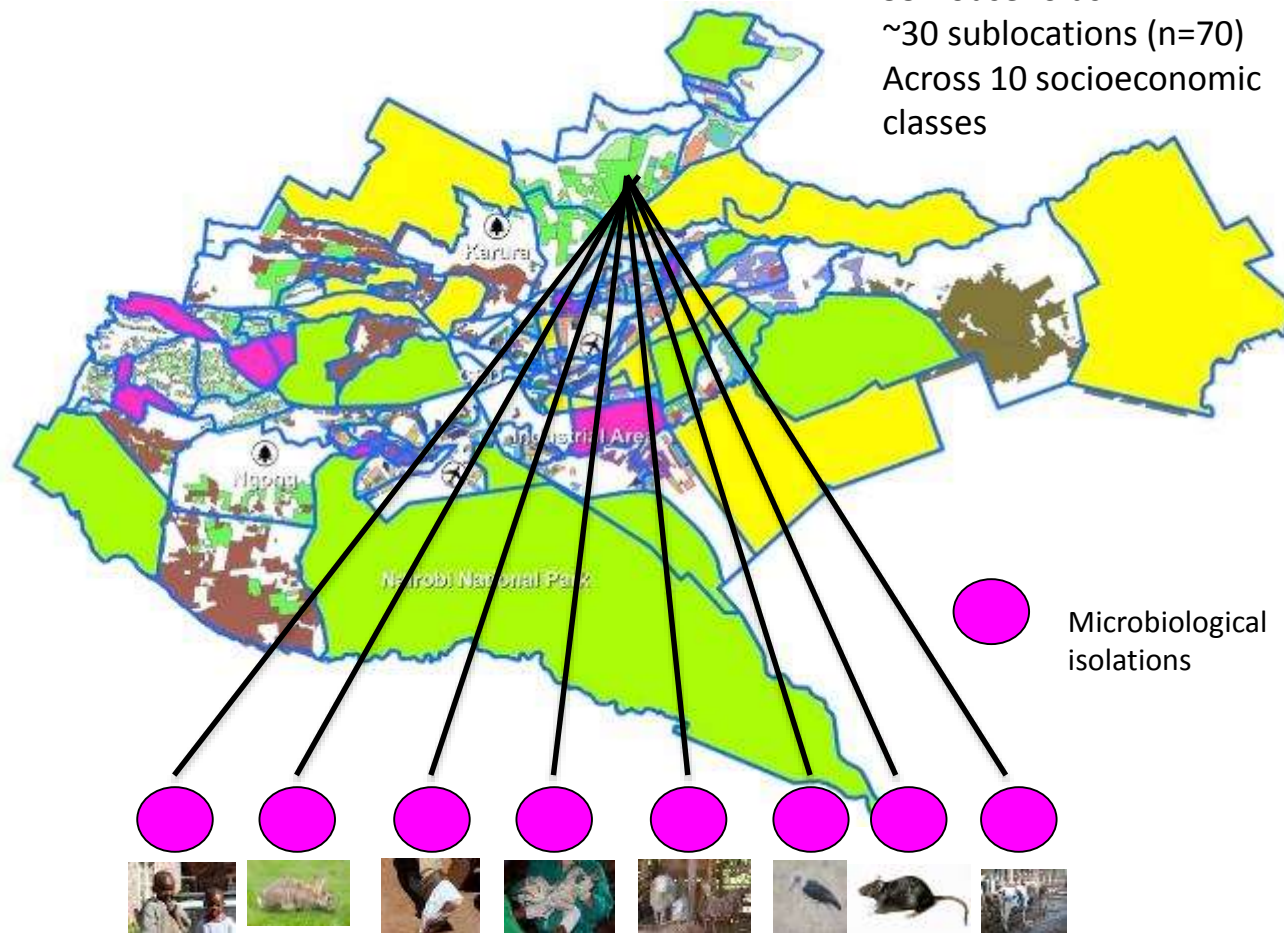 ~30 sublocations (n=70)
Across 10 socioeconomic
classes
Karura
Industrial Area
Ngong
Nairobi National Park
Microbiological
isolations